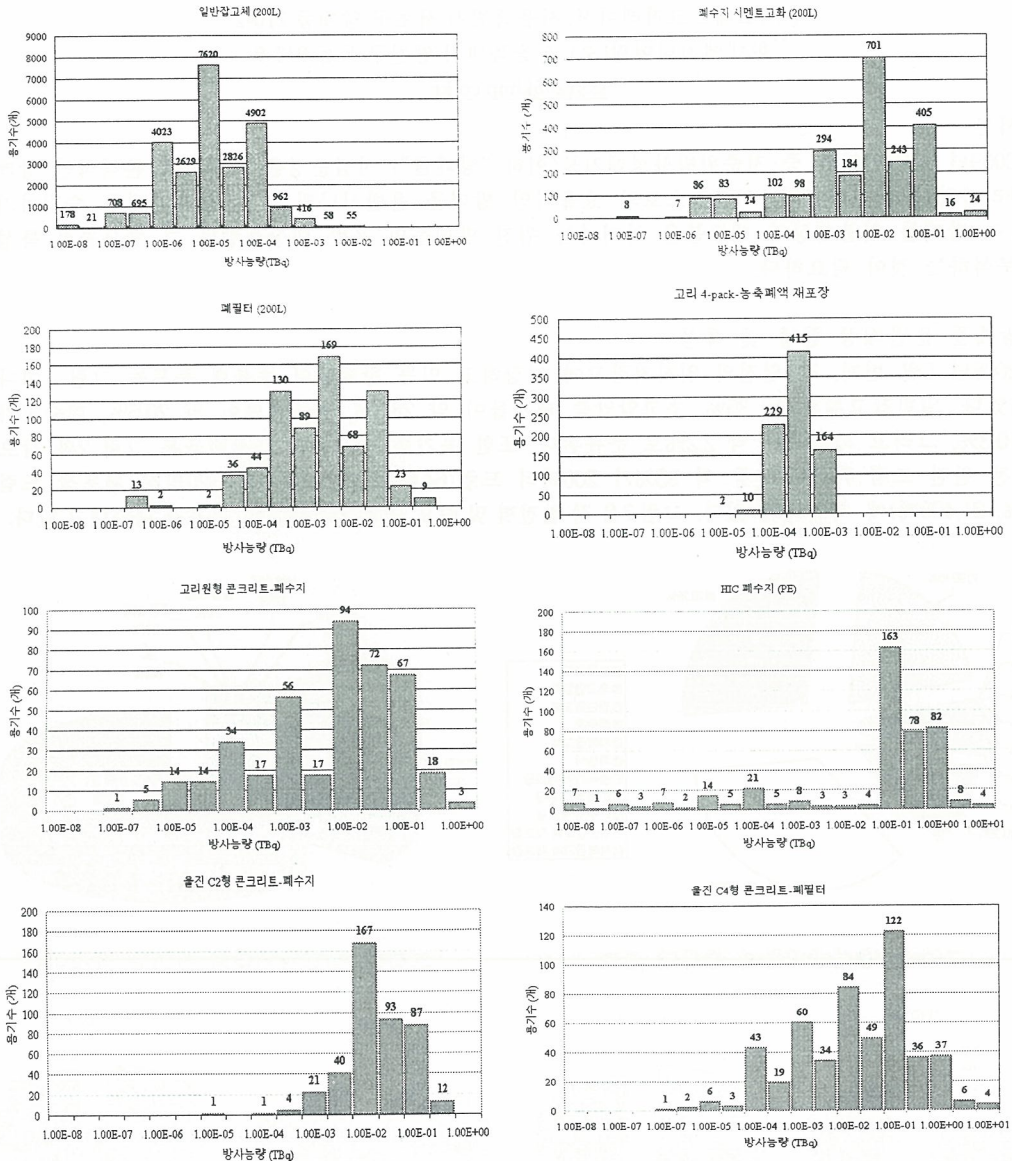 일반잡고체 (200L)
용기수 (개)
9000
8000
7000
6000
5000
4000
3000
2000
1000
0
178 21 708 695 4023 2629 7620 2826 4902 962 416 58 55
1.00E-08 1.00E-07 1.00E-06 1.00E-05 1.00E-04 1.00E-03 1.00E-02 1.00E-01 1.00E+00
방사능량(TBq)
폐수지 시멘트고화 (200L)
용기수 (개)
800
700
600
500
400
300
200
100
0
8 7 86 83 24 102 98 294 184 701 243 405 16 24
1.00E-08 1.00E-07 1.00E-06 1.00E-05 1.00E-04 1.00E-03 1.00E-02 1.00E-01 1.00E+00
방사능량(TBq)
폐필터 (200L)
용기수 (개)
200
180
160
140
120
100
80
60
40
20
0
13 2 2 36 44 130 89 169 68 23 9
1.00E-08 1.00E-07 1.00E-06 1.00E-05 1.00E-04 1.00E-03 1.00E-02 1.00E-01 1.00E+00
방사능량 (TBq)
고리 4-pack-농축폐액 재포장
용기수 (개)
500
450
400
350
300
250
200
150
100
50
0
2 10 229 415 164
1.00E-08 1.00E-07 1.00E-06 1.00E-05 1.00E-04 1.00E-03 1.00E-02 1.00E-01 1.00E+00
방사능량 (TBq)
고리원형 콘크리트-폐수지
용기수 (개)
100
90
80
70
60
50
40
30
20
10
0
1 5 14 14 34 17 56 17 94 72 67 18 3
1.00E-08 1.00E-07 1.00E-05 1.00E-04 1.00E-03 1.00E-02 1.00E-01 1.00E+00
방사능량 (TBq)
HIC 폐수지 (PE)
용기수 (개)
200
180
160
140
120
100
80
60
40
20
0
7 1 6 3 7 2 14 5 21 5 8 3 3 4 163 78 82 8 4
1.00E-08 1.00E-07 1.00E-06 1.00E-05 1.00E-04 1.00E-03 1.00E-02 1.00E-01 1.00E+00 1.00E+01
방사능량 (TBq)
울진 C2형 콘크리트-폐수지
용기수 (개)
200
180
160
140
120
100
80
60
40
20
0
1 1 4 21 40 167 93 87 12
1.00E-08 1.00E-07 1.00E-06 1.00E-05 1.00E-04 1.00E-03 1.00E-02 1.00E-01 1.00E+00
방사능량 (TBq)
울진 C4형 콘크리트-폐필터
용기수 (개)
140
120
100
80
60
40
20
0
1 2 6 3 43 19 60 34 84 49 122 36 37 6 4
1.00E-08 1.00E-07 1.00E-06 1.00E-05 1.00E-04 1.00E-03 1.00E-02 1.00E-01 1.00E+00 1.00E+01
방사능량 (TBq)